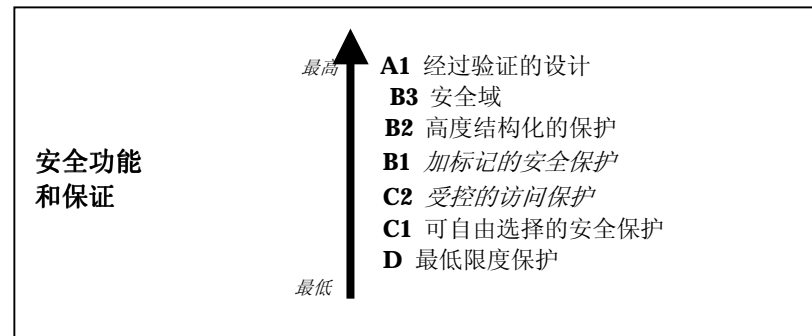 最高
A1 经过验证的设计
B3 安全域
B2 高度结构化的保护
安全功能
和保证
B1 加标记的安全保护
C2 受控的访问保护
C1 可自由选择的安全保护
D 最低限度保护
最低